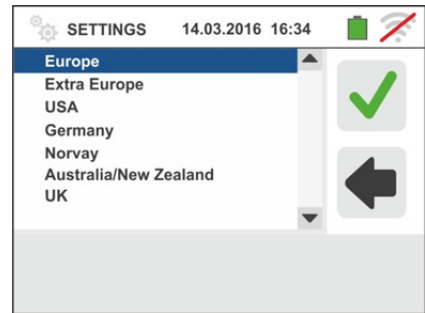 SETTINGS 14.03.2016 16:34
Europe
Extra Europe
USA
Germany
Norvay
Australia/New Zealand
UK